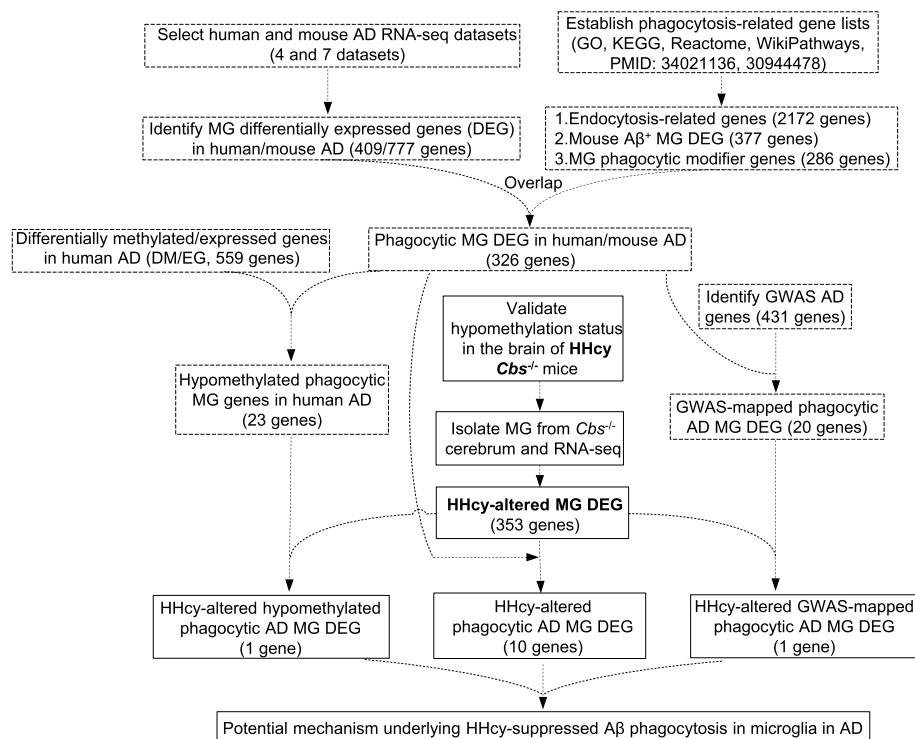 Select human and mouse AD RNA-seq datasets
(4 and 7 datasets)
Establish phagocytosis-related gene lists
(GO, KEGG, Reactome, WikiPathways,
PMID: 34021136, 30944478)
Identify MG differentially expressed genes (DEG)
in human/mouse AD (409/777 genes)
1.Endocytosis-related genes (2172 genes)
2.Mouse Aβ⁺ MG DEG (377 genes)
3.MG phagocytic modifier genes (286 genes)
Overlap
Differentially methylated/expressed genes
in human AD (DM/EG, 559 genes)
Phagocytic MG DEG in human/mouse AD
(326 genes)
Identify GWAS AD
genes (431 genes)
Validate
hypomethylation status
in the brain of HHcy
Cbs⁻/⁻ mice
Hypomethylated phagocytic
MG genes in human AD
(23 genes)
GWAS-mapped phagocytic
AD MG DEG (20 genes)
Isolate MG from Cbs⁻/⁻
cerebrum and RNA-seq
HHcy-altered MG DEG
(353 genes)
HHcy-altered hypomethylated
phagocytic AD MG DEG
(1 gene)
HHcy-altered
phagocytic AD MG DEG
(10 genes)
HHcy-altered GWAS-mapped
phagocytic AD MG DEG
(1 gene)
Potential mechanism underlying HHcy-suppressed Aβ phagocytosis in microglia in AD